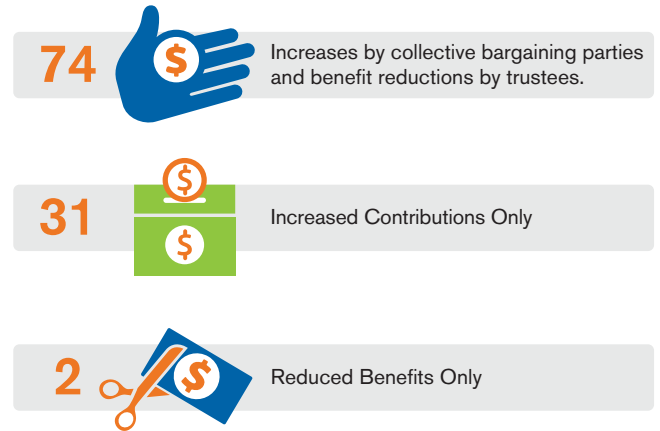 74
$
Increases by collective bargaining parties
and benefit reductions by trustees.
31
$
$
Increased Contributions Only
2
$
Reduced Benefits Only